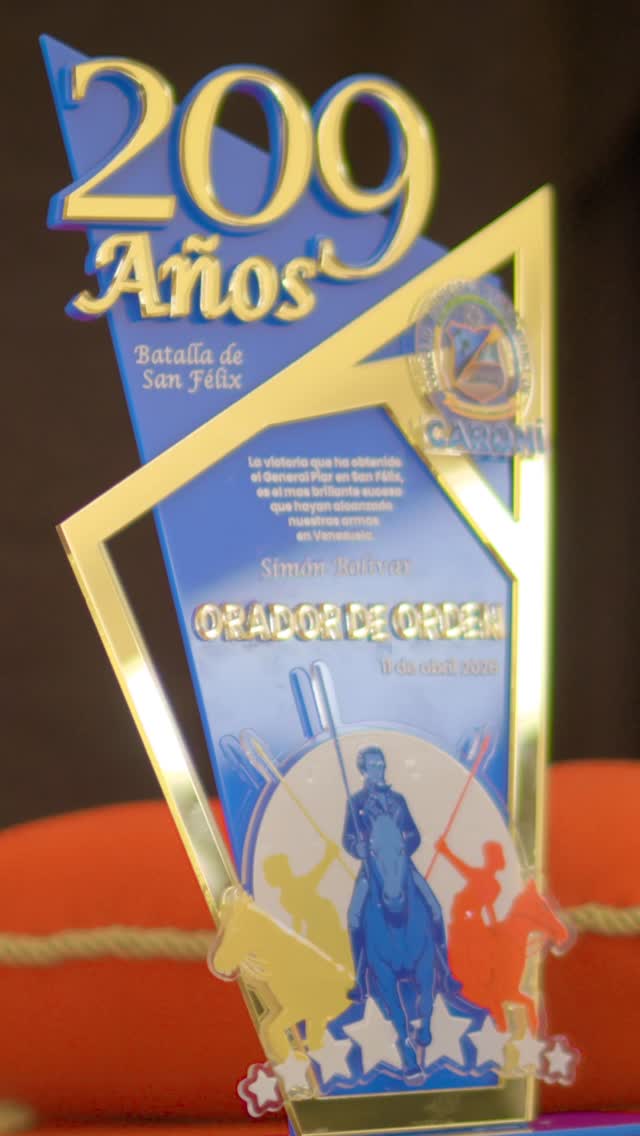 209
Años
Batalla de
San Félix
CARONÍ
La victoria que ha obtenido
el General Piar en San Félix,
es el mas brillante suceso
que hayan alcanzado
nuestras armas
en Venezuela.
Simón Bolívar
ORADOR DE ORDEN
11 de abril 2026